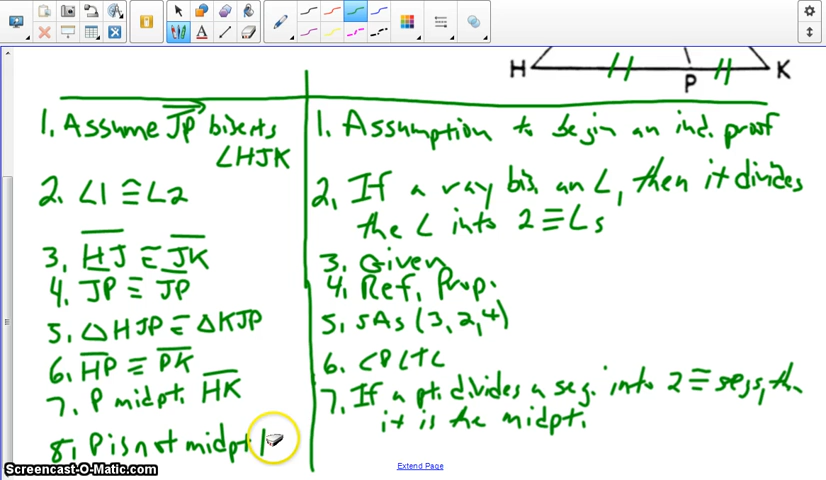 H P K
1. Assume JP bisects
∠HJK
1. Assumption to begin an ind. proof
2. ∠1 ≅ ∠2
2. If a ray bis. an ∠, then it divides
the ∠ into 2 ≅ ∠s
3. HJ ≅ JK
3. Given
4. JP ≅ JP
4. Ref. Prop.
5. △HJP ≅ △KJP
5. SAS (3, 2, 4)
6. HP ≅ PK
6. CPCTC
7. P midpt. HK
7. If a pt. divides a seg. into 2 ≅ segs, th
it is the midpt.
8. P is not midpt
Extend Page
Screencast-O-Matic.com